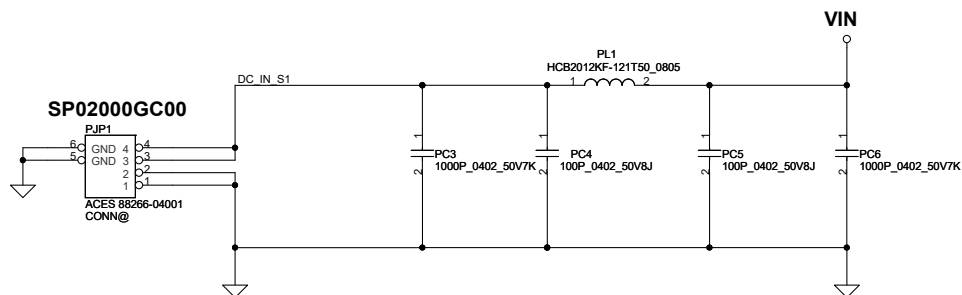 VIN
PL1
HCB2012KF-121T50_0805
DC_IN_S1
1 2
SP02000GC00
PJP1
6 GND 4 4
5 GND 3 3
2 2
1 1
ACES 88266-04001
CONN@
1
2
PC3
1000P_0402_50V7K
1
2
PC4
100P_0402_50V8J
1
2
PC5
100P_0402_50V8J
1
2
PC6
1000P_0402_50V7K